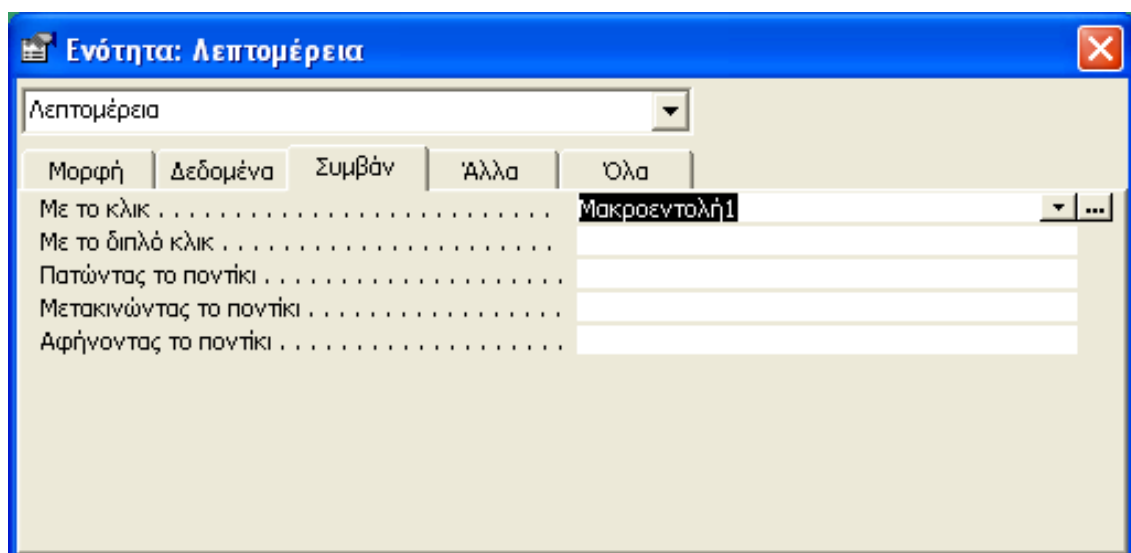 Ενότητα: Λεπτομέρεια
Λεπτομέρεια
Μορφή Δεδομένα Συμβάν Άλλα Όλα
Με το κλικ . . . . . . . . . . . . . . . . . . . . . . . . . . . Μακροεντολή1 ...
Με το διπλό κλικ . . . . . . . . . . . . . . . . . . . . . . .
Πατώντας το ποντίκι . . . . . . . . . . . . . . . . . . . . .
Μετακινώντας το ποντίκι . . . . . . . . . . . . . . . . . .
Αφήνοντας το ποντίκι . . . . . . . . . . . . . . . . . . . .